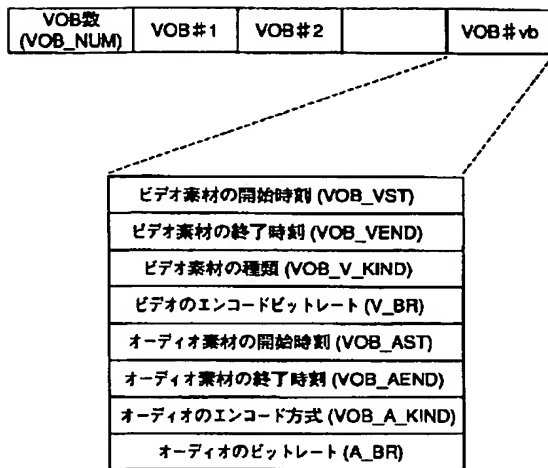 VOB数
(VOB_NUM)
VOB#1
VOB#2
VOB#vb
ビデオ素材の開始時刻 (VOB_VST)
ビデオ素材の終了時刻 (VOB_VEND)
ビデオ素材の種類 (VOB_V_KIND)
ビデオのエンコードビットレート (V_BR)
オーディオ素材の開始時刻 (VOB_AST)
オーディオ素材の終了時刻 (VOB_AEND)
オーディオのエンコード方式 (VOB_A_KIND)
オーディオのビットレート (A_BR)